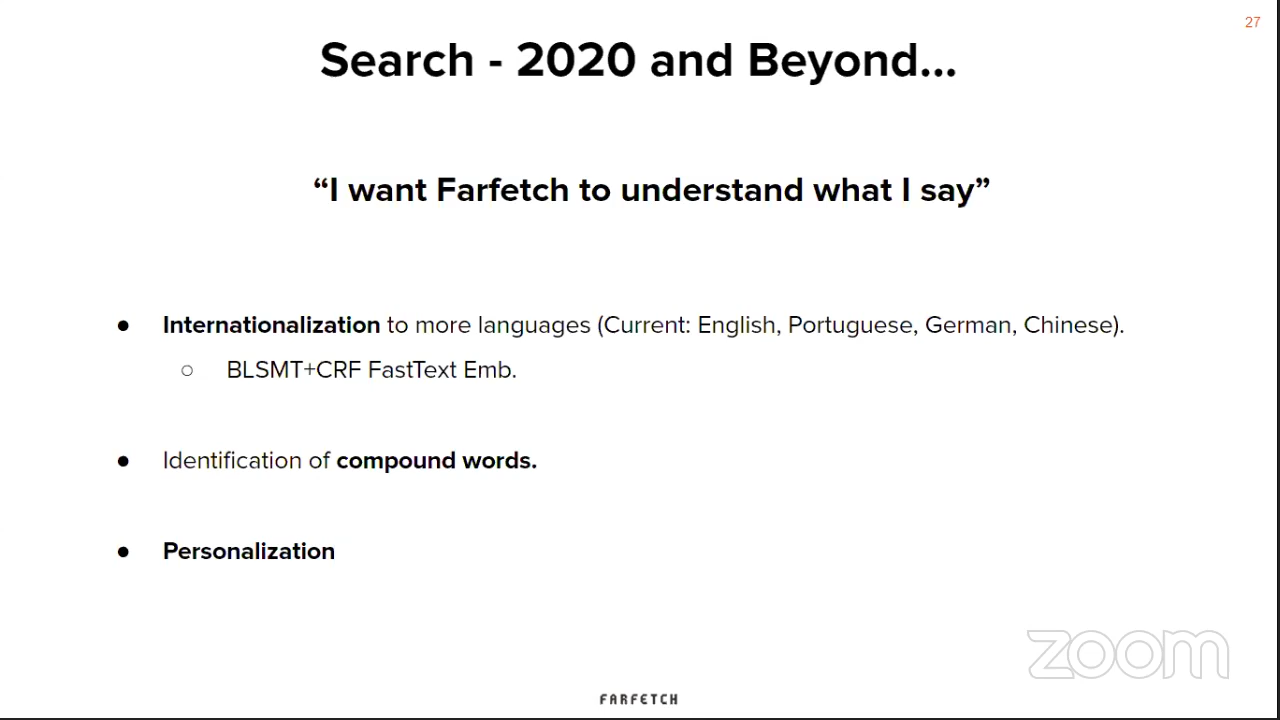 27
Search - 2020 and Beyond...
“I want Farfetch to understand what I say”
● Internationalization to more languages (Current: English, Portuguese, German, Chinese).
○ BLSMT+CRF FastText Emb.
● Identification of compound words.
● Personalization
zoom
FARFETCH